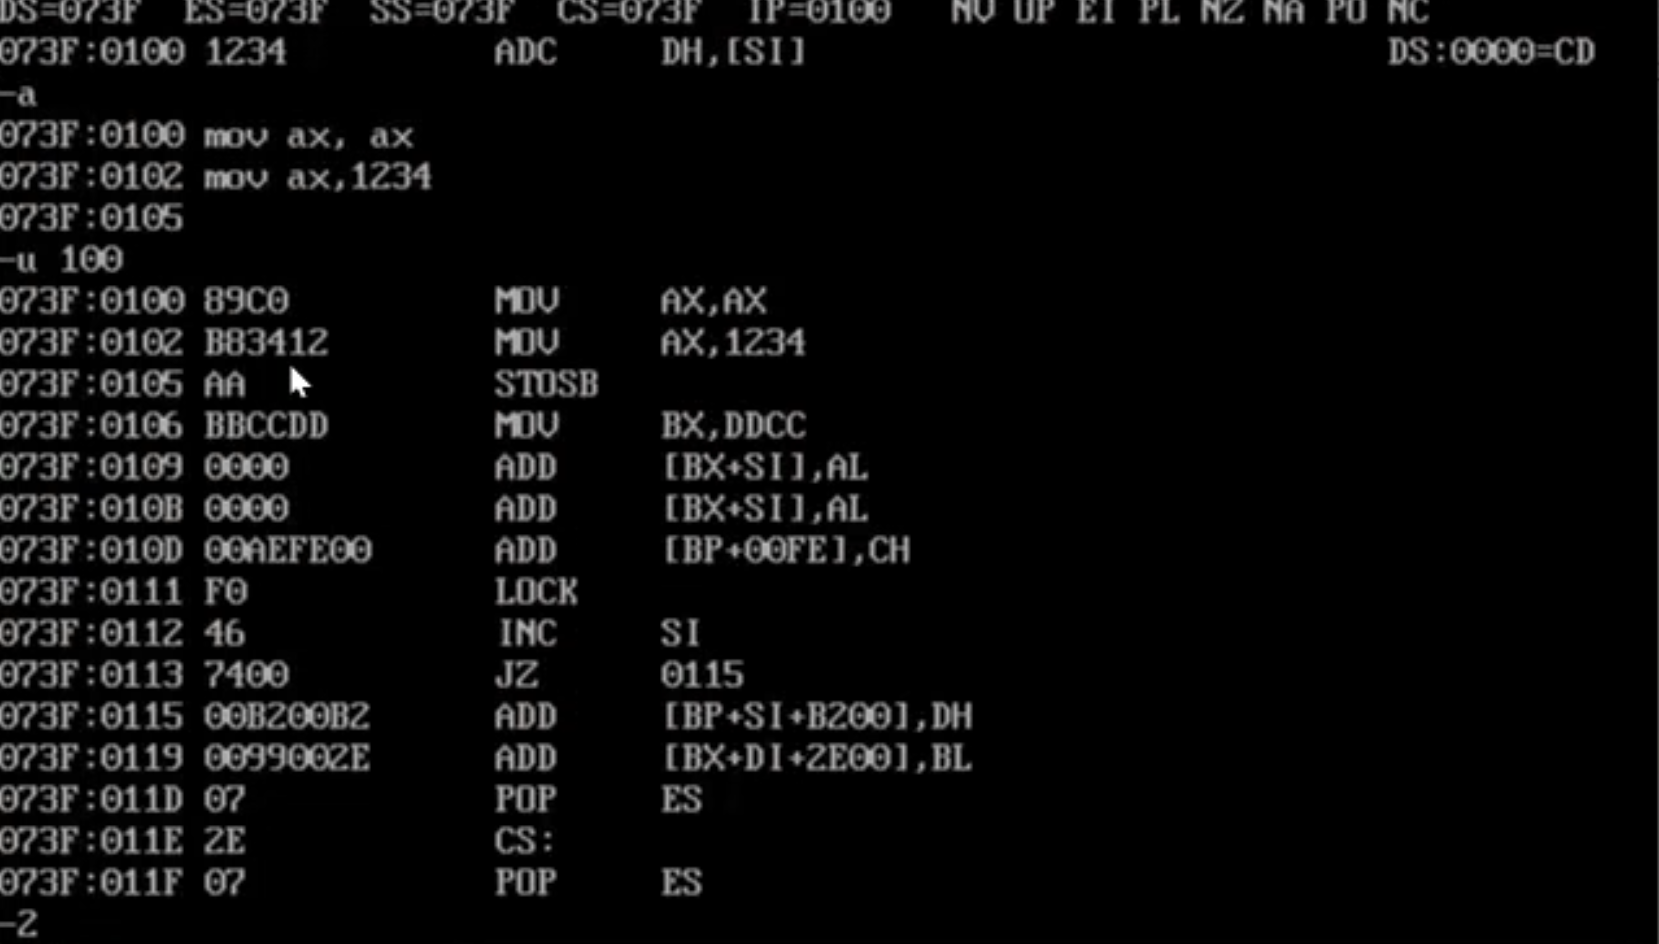 DS=073F ES=073F SS=073F CS=073F IP=0100 NV UP EI PL NZ NA PO NC
073F:0100 1234 ADC DH,[SI] DS:0000=CD
-a
073F:0100 mov ax, ax
073F:0102 mov ax,1234
073F:0105
-u 100
073F:0100 89C0 MOV AX,AX
073F:0102 B83412 MOV AX,1234
073F:0105 AA STOSB
073F:0106 BBCCDD MOV BX,DDCC
073F:0109 0000 ADD [BX+SI],AL
073F:010B 0000 ADD [BX+SI],AL
073F:010D 00AEFE00 ADD [BP+00FE],CH
073F:0111 F0 LOCK
073F:0112 46 INC SI
073F:0113 7400 JZ 0115
073F:0115 00B200B2 ADD [BP+SI+B200],DH
073F:0119 0099002E ADD [BX+DI+2E00],BL
073F:011D 07 POP ES
073F:011E 2E CS:
073F:011F 07 POP ES
-2